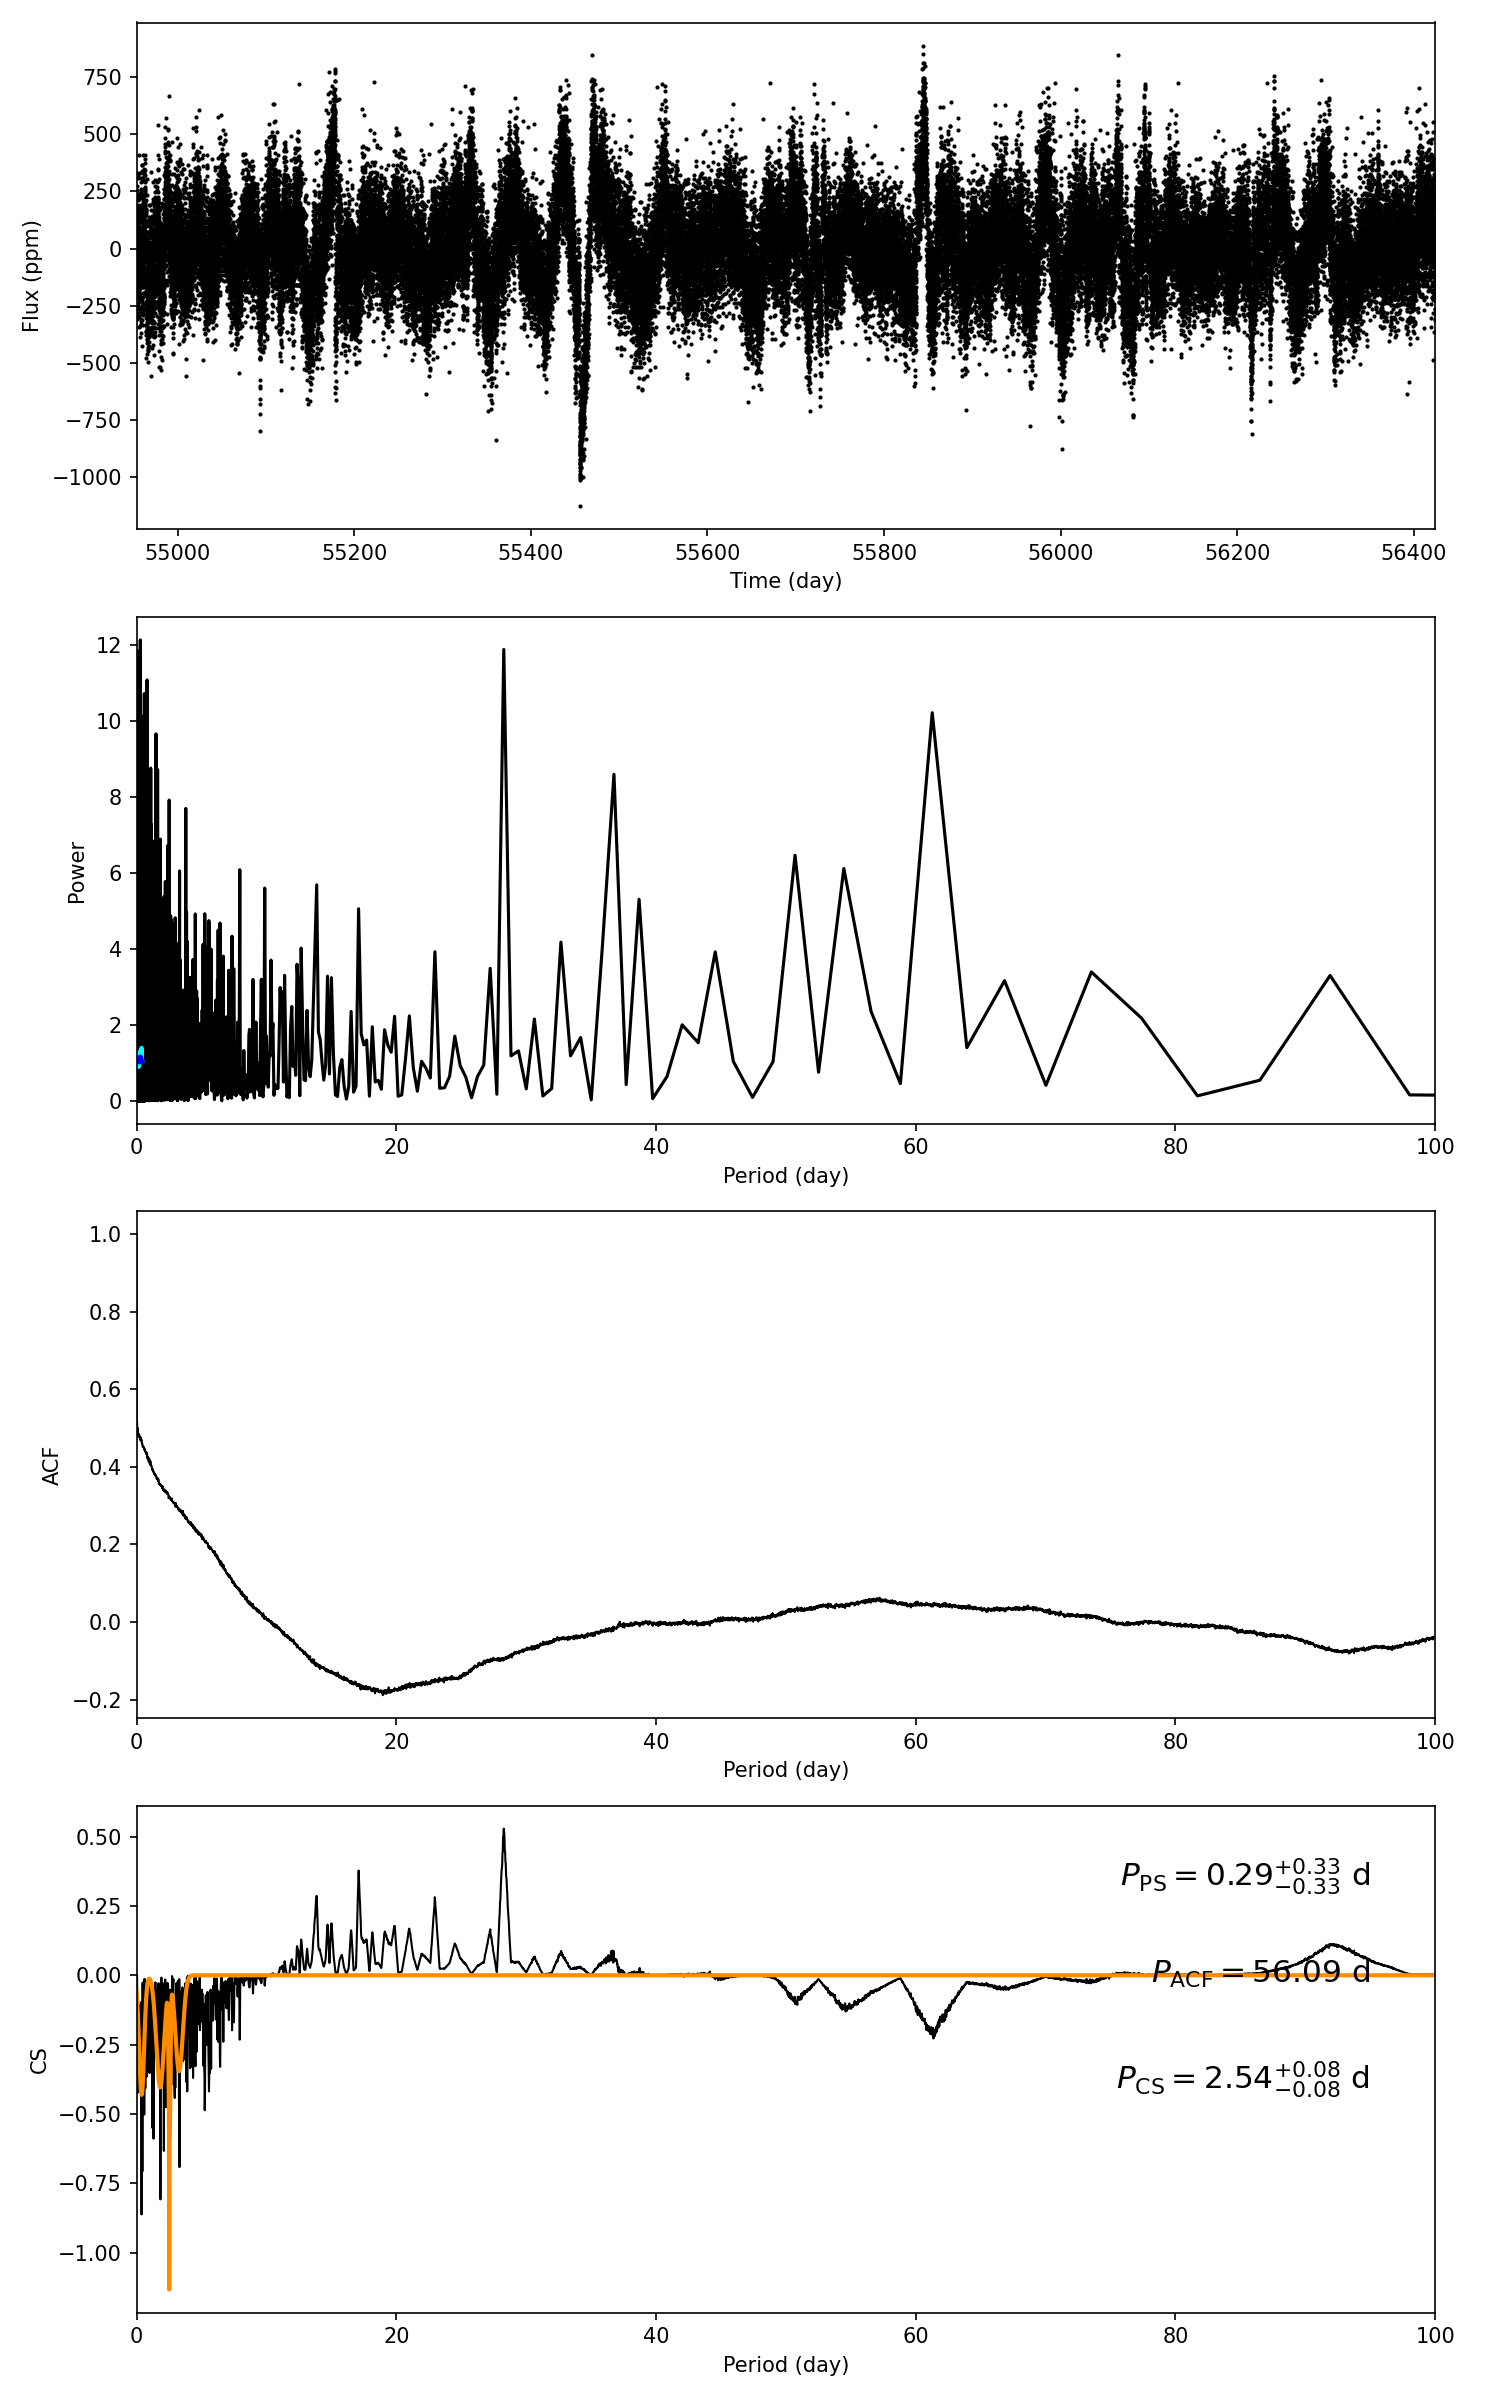 750
500
250
0
−250
−500
−750
−1000
Flux (ppm)
55000 55200 55400 55600 55800 56000 56200 56400
Time (day)
12
10
8
6
4
2
0
Power
0 20 40 60 80 100
Period (day)
1.0
0.8
0.6
0.4
0.2
0.0
−0.2
ACF
0 20 40 60 80 100
Period (day)
0.50
0.25
0.00
−0.25
−0.50
−0.75
−1.00
CS
P_PS = 0.29^{+0.33}_{−0.33} d
P_ACF = 56.09 d
P_CS = 2.54^{+0.08}_{−0.08} d
0 20 40 60 80 100
Period (day)